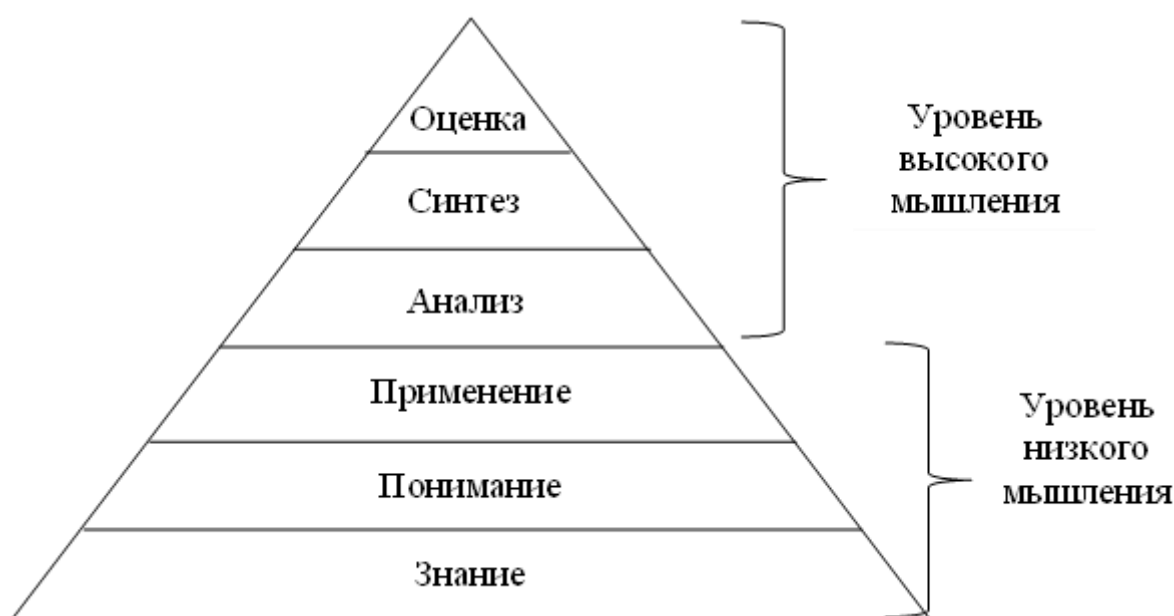 Оценка
Синтез
Анализ
Применение
Понимание
Знание
Уровень
высокого
мышления
Уровень
низкого
мышления